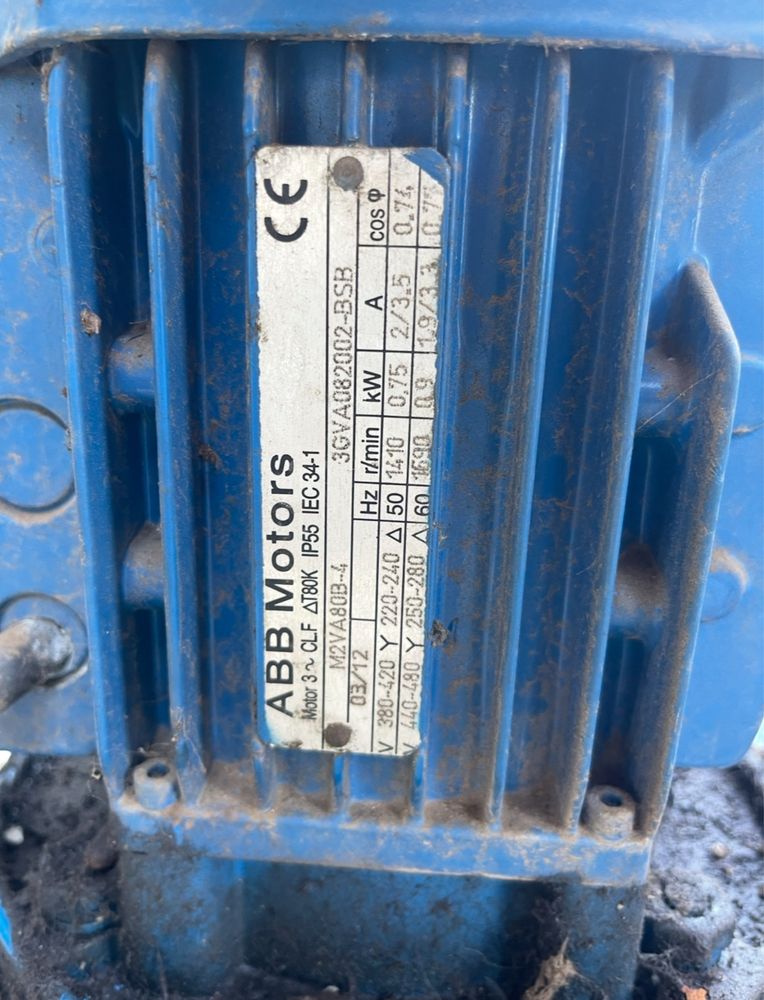 CE
ABB Motors
Motor 3~ CLF ΔT80K IP55 IEC 34-1
M2VA80B-4 3GVA082002-BSB
03/12 Hz r/min kW A cos φ
V 380-420 Y 220-240 Δ 50 1410 0,75 2/3.5 0.74
V 440-480 Y 250-280 Δ 60 1690 0,9 1.9/3.3